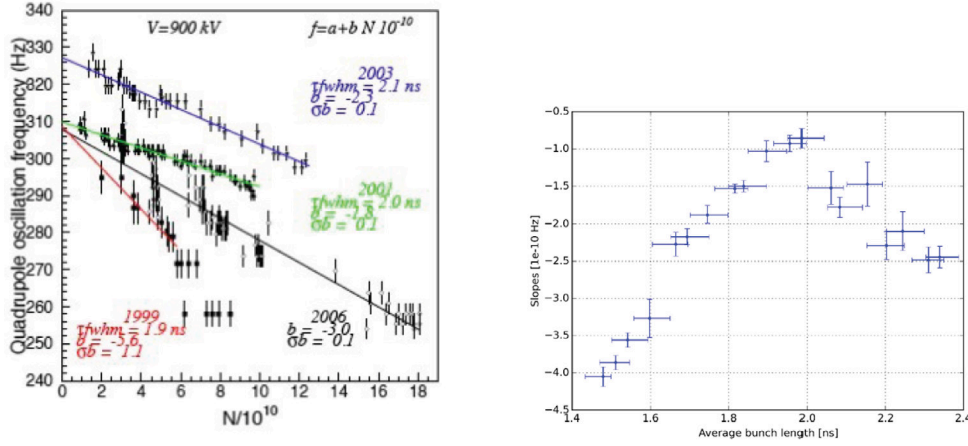 V=900 kV
f=a+b N 10⁻¹⁰
Quadrupole oscillation frequency (Hz)
340
330
320
310
300
290
280
270
260
250
240
2003
τfwhm = 2.1 ns
b = -2.3
σb = 0.1
2001
τfwhm = 2.0 ns
b = -1.8
σb = 0.1
1999
τfwhm = 1.9 ns
b = -5.6
σb = 1.1
2006
b = -3.0
σb = 0.1
0 2 4 6 8 10 12 14 16 18
N/10¹⁰
Slopes [1e-10 Hz]
−0.5
−1.0
−1.5
−2.0
−2.5
−3.0
−3.5
−4.0
−4.5
1.4 1.6 1.8 2.0 2.2 2.4
Average bunch length [ns]